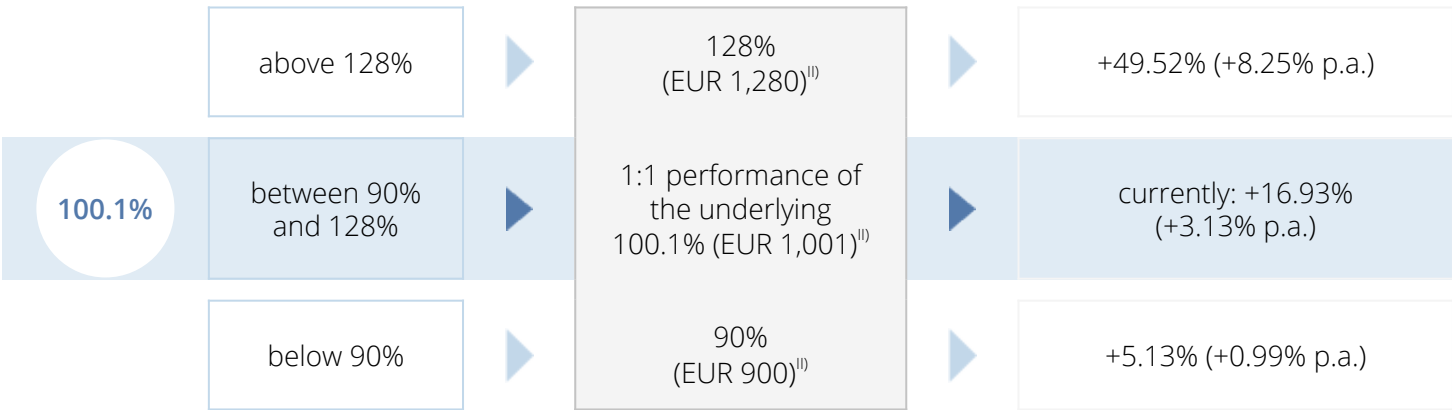 above 128%
128%
(EUR 1,280)II)
+49.52% (+8.25% p.a.)
100.1%
between 90%
and 128%
1:1 performance of
the underlying
100.1% (EUR 1,001)II)
currently: +16.93%
(+3.13% p.a.)
below 90%
90%
(EUR 900)II)
+5.13% (+0.99% p.a.)